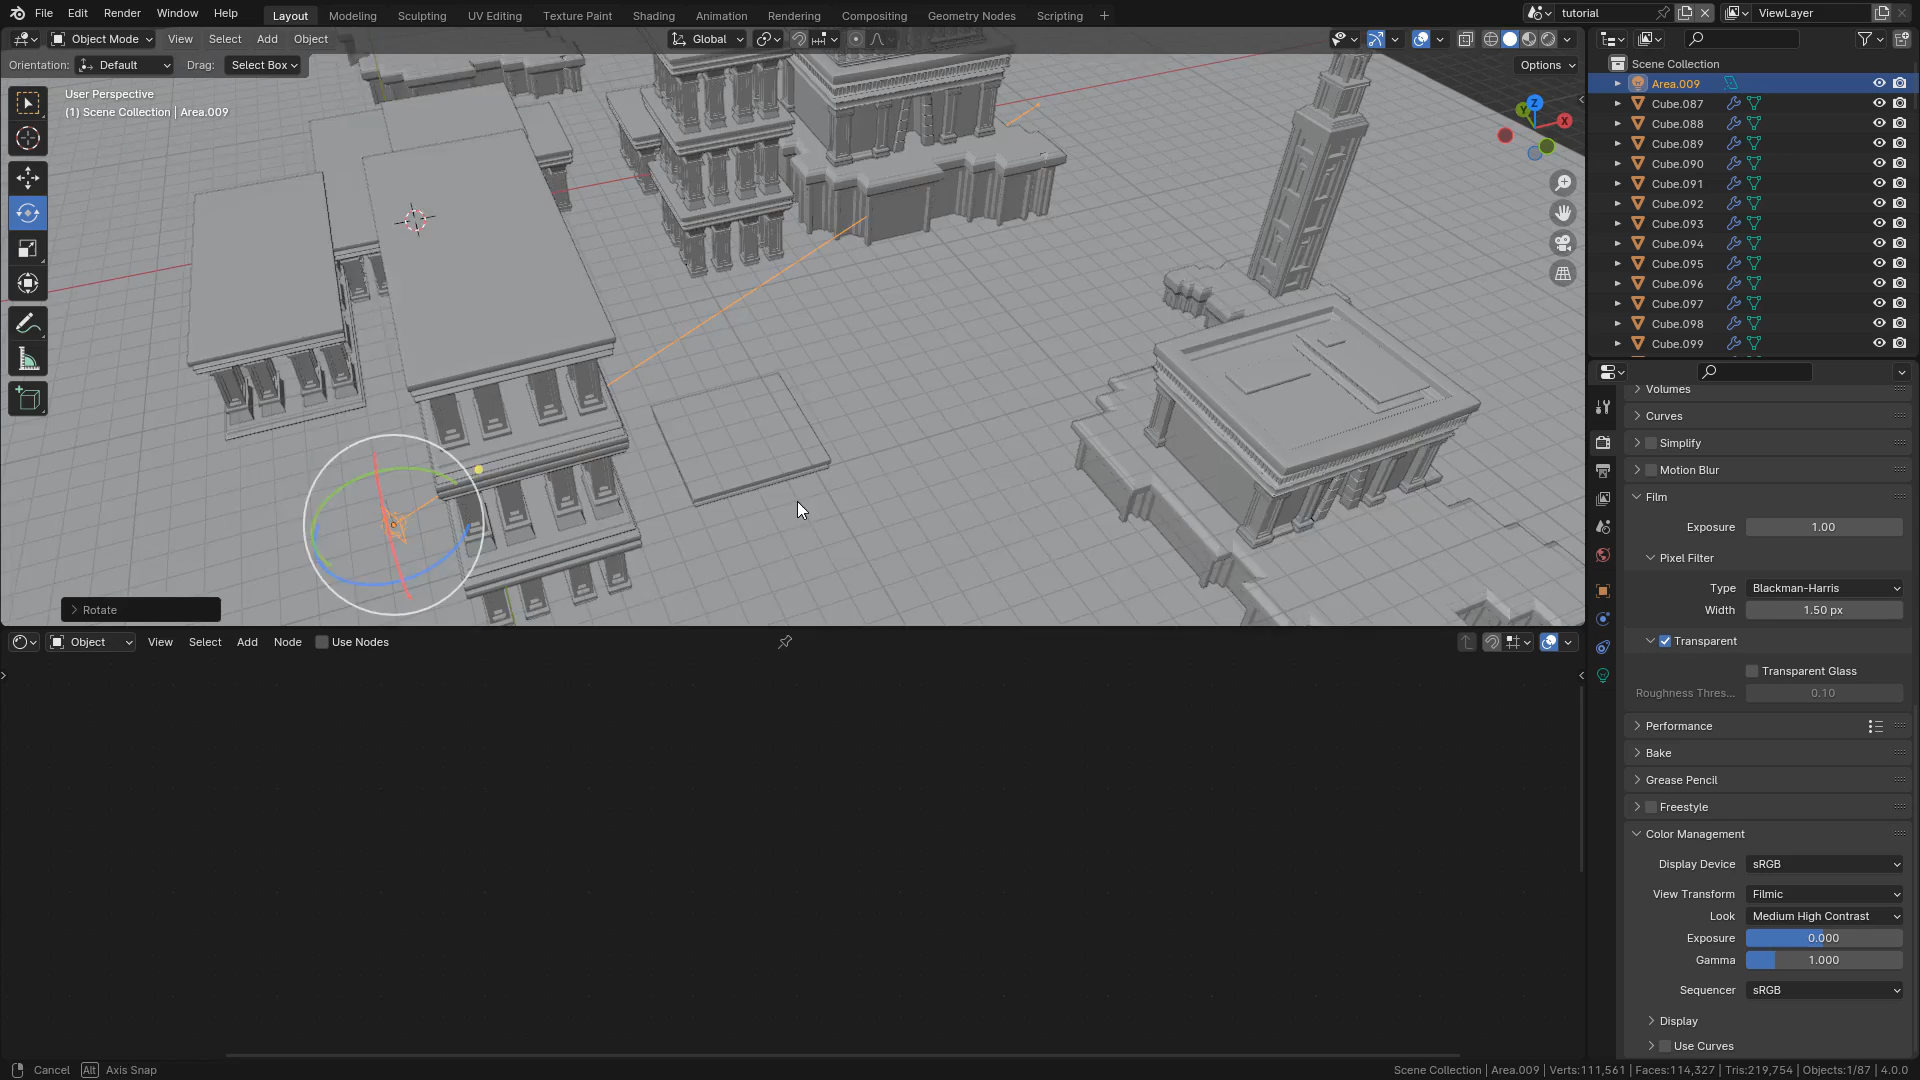 File Edit Render Window Help Layout Modeling Sculpting UV Editing Texture Paint Shading Animation Rendering Compositing Geometry Nodes Scripting + tutorial ViewLayer
Object Mode View Select Add Object Global
Orientation: Default Drag: Select Box Options
User Perspective
(1) Scene Collection | Area.009
Z
Y
X
Rotate
Object View Select Add Node Use Nodes
Scene Collection
Area.009
Cube.087
Cube.088
Cube.089
Cube.090
Cube.091
Cube.092
Cube.093
Cube.094
Cube.095
Cube.096
Cube.097
Cube.098
Cube.099
Volumes
Curves
Simplify
Motion Blur
Film
Exposure 1.00
Pixel Filter
Type Blackman-Harris
Width 1.50 px
Transparent
Transparent Glass
Roughness Thres... 0.10
Performance
Bake
Grease Pencil
Freestyle
Color Management
Display Device sRGB
View Transform Filmic
Look Medium High Contrast
Exposure 0.000
Gamma 1.000
Sequencer sRGB
Display
Use Curves
Cancel Alt Axis Snap Scene Collection | Area.009 | Verts:111,561 | Faces:114,327 | Tris:219,754 | Objects:1/87 | 4.0.0